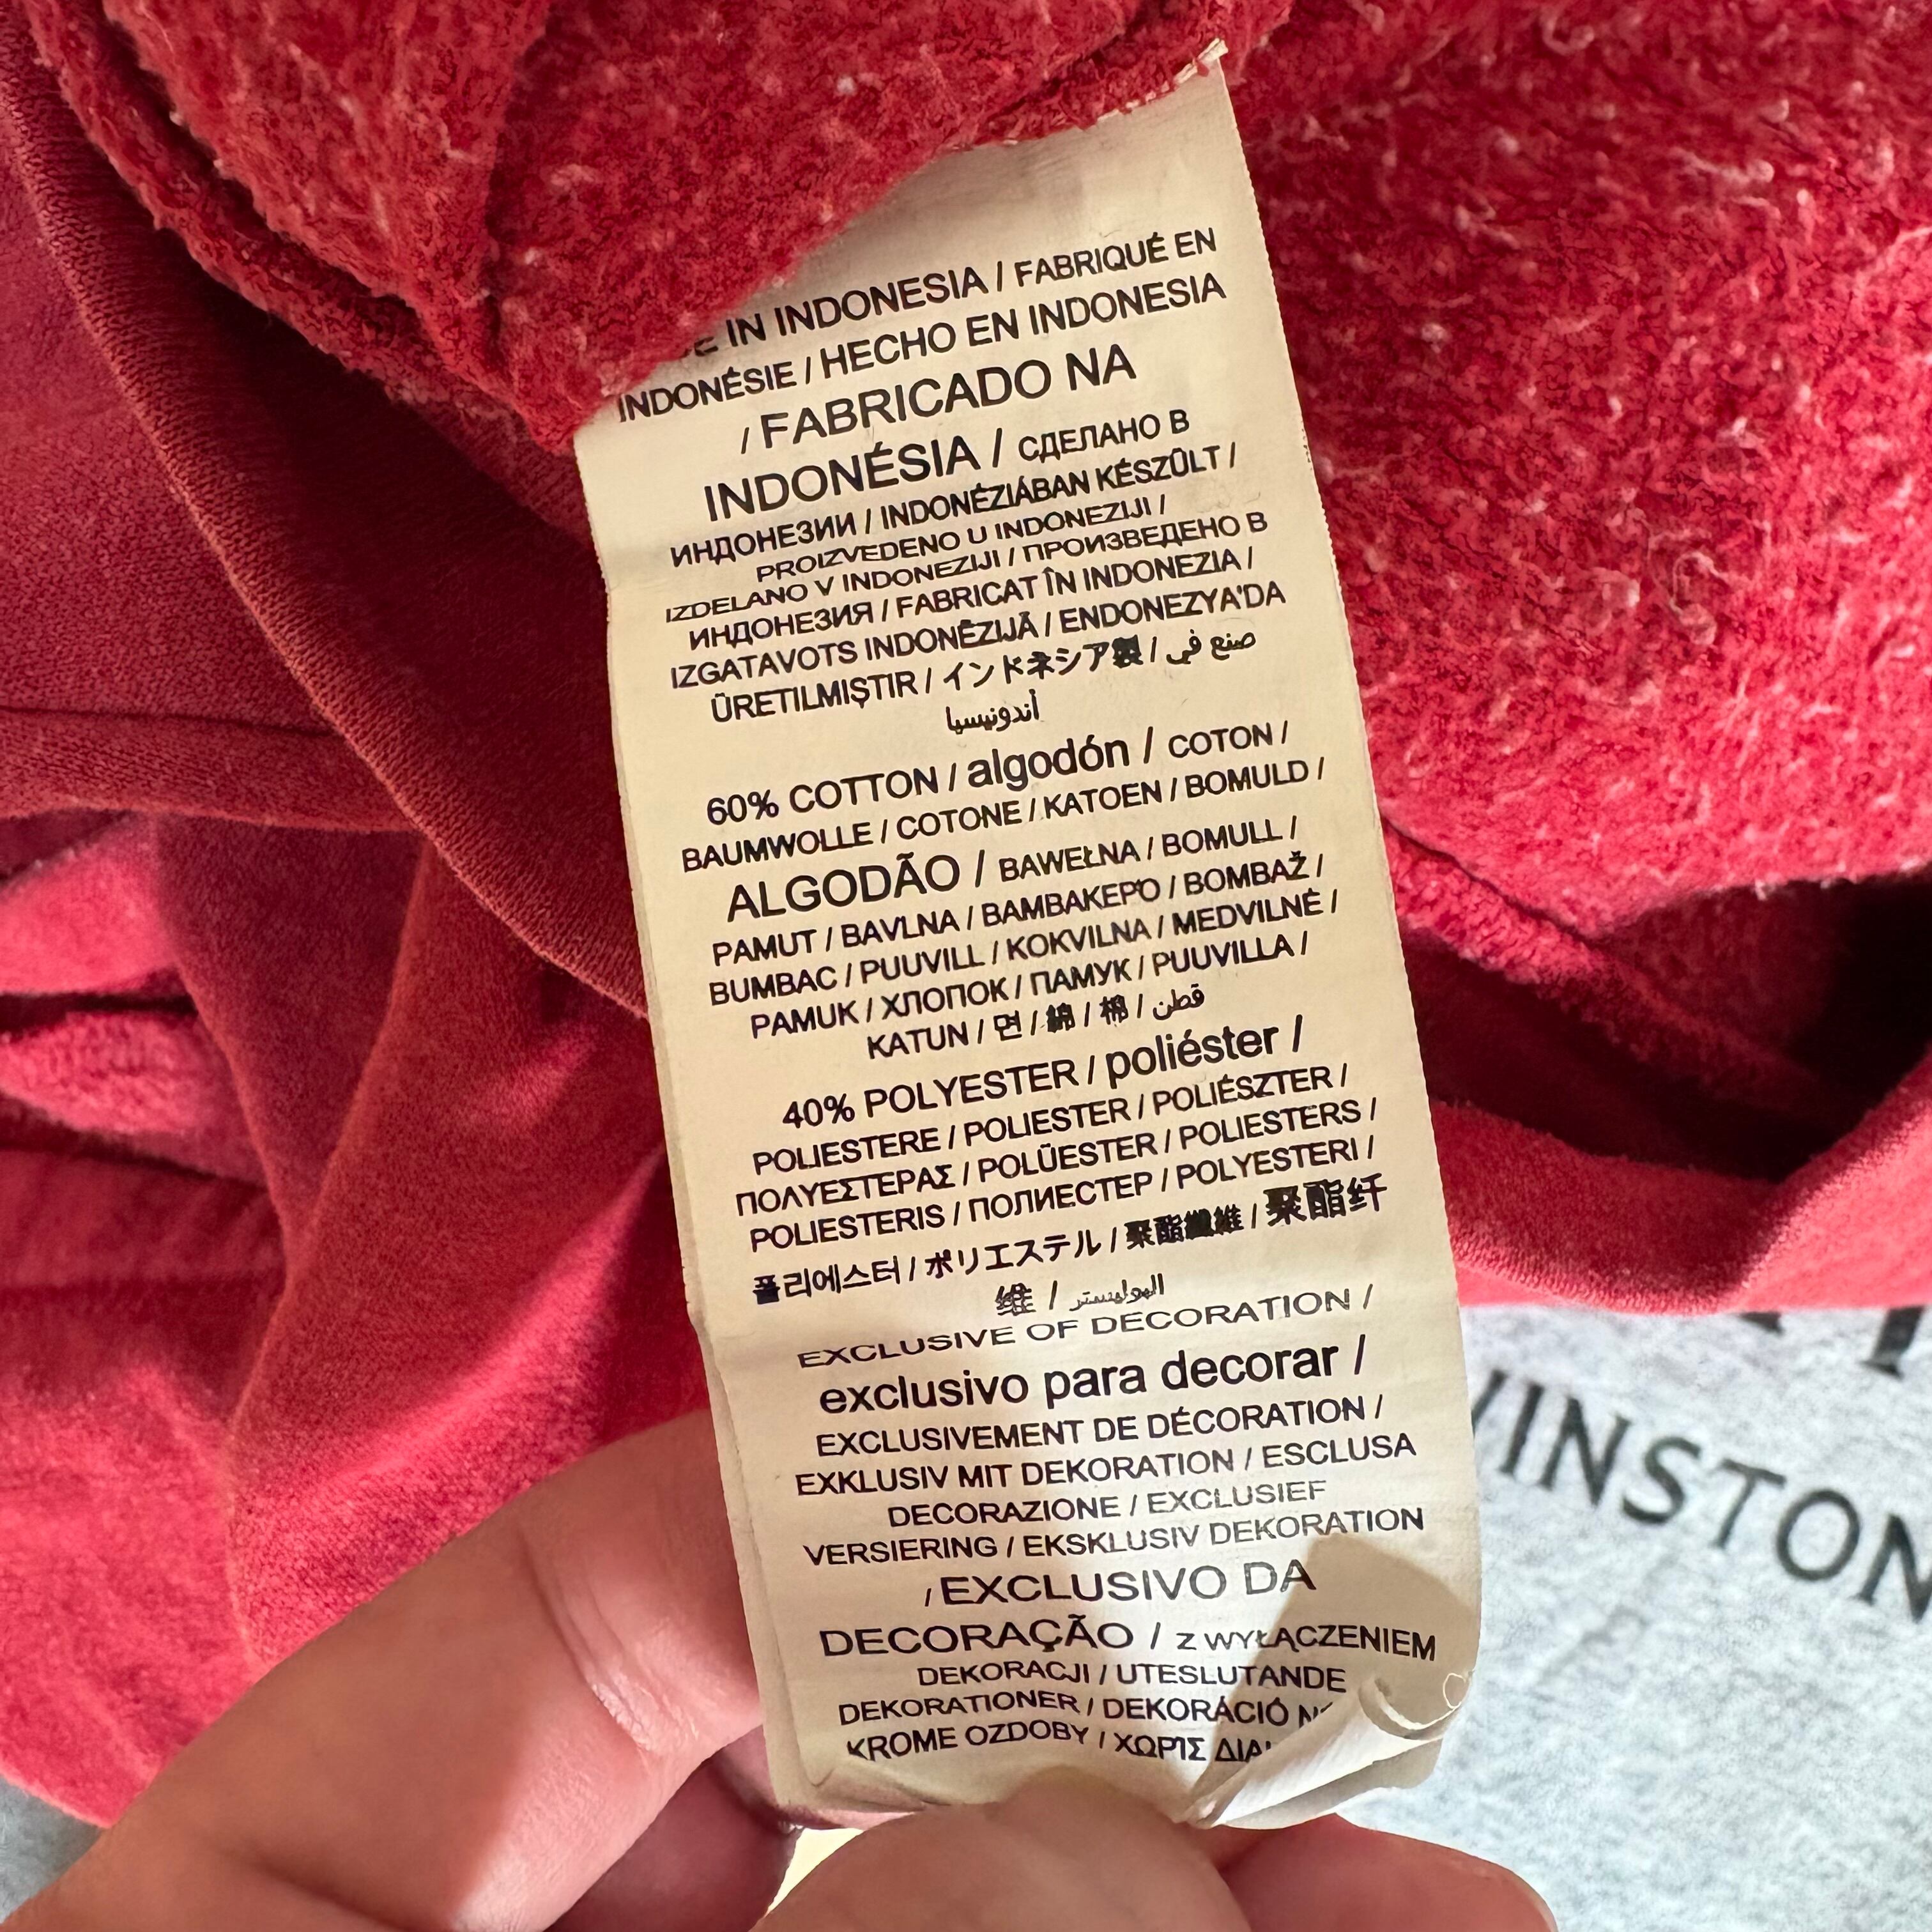 IN INDONESIA / FABRIQUÉ EN
INDONÉSIE / HECHO EN INDONESIA
/ FABRICADO NA
INDONÉSIA / СДЕЛАНО В
ИНДОНЕЗИИ / INDONÉZIÁBAN KÉSZÜLT /
PROIZVEDENO U INDONEZIJI /
IZDELANO V INDONEZIJI / ПРОИЗВЕДЕНО В
ИНДОНЕЗИЯ / FABRICAT ÎN INDONEZIA /
IZGATAVOTS INDONĒZIJĀ / ENDONEZYA'DA
ÜRETILMIŞTIR / インドネシア製 / صنع في
أندونيسيا
60% COTTON / algodón / COTON /
BAUMWOLLE / COTONE / KATOEN / BOMULD /
ALGODÃO / BAWEŁNA / BOMULL /
PAMUT / BAVLNA / ΒΑΜΒΑΚΕΡΌ / BOMBAŽ /
BUMBAC / PUUVILL / KOKVILNA / MEDVILNĖ /
PAMUK / ХЛОПОК / ПАМУК / PUUVILLA /
KATUN / 면 / 綿 / 棉 / قطن
40% POLYESTER / poliéster /
POLIESTERE / POLIESTER / POLIÉSZTER /
ΠΟΛΥΕΣΤΕΡΑΣ / POLÜESTER / POLIESTERS /
POLIESTERIS / ПОЛИЕСТЕР / POLYESTERI /
폴리에스터 / ポリエステル / 聚酯纖維 / 聚酯纤
维 / البوليستر
EXCLUSIVE OF DECORATION /
exclusivo para decorar /
EXCLUSIVEMENT DE DÉCORATION /
EXKLUSIV MIT DEKORATION / ESCLUSA
DECORAZIONE / EXCLUSIEF
VERSIERING / EKSKLUSIV DEKORATION
/ EXCLUSIVO DA
DECORAÇÃO / Z WYŁĄCZENIEM
DEKORACJI / UTESLUTANDE
DEKORATIONER / DEKORÁCIÓ
KROME OZDOBY / ΧΩΡΊΣ
INSTON